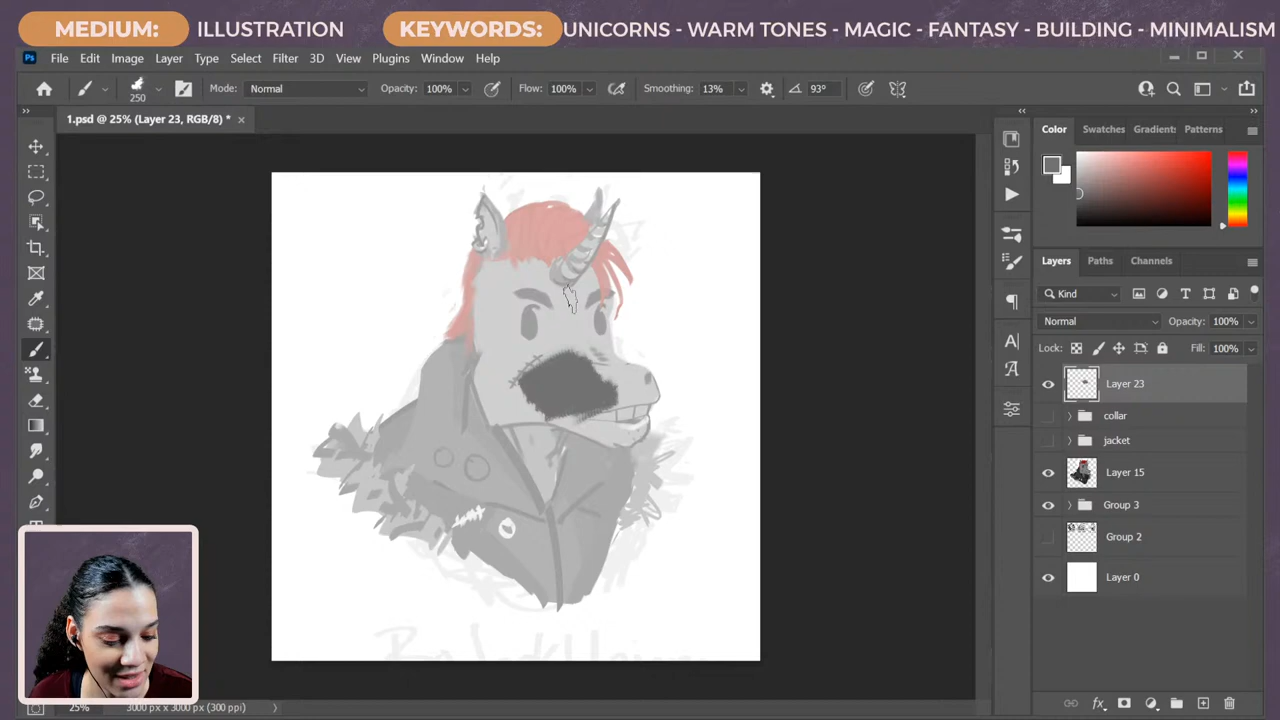 MEDIUM: ILLUSTRATION KEYWORDS: UNICORNS - WARM TONES - MAGIC - FANTASY - BUILDING - MINIMALISM
Ps File Edit Image Layer Type Select Filter 3D View Plugins Window Help
250 Mode: Normal Opacity: 100% Flow: 100% Smoothing: 13% 93°
1.psd @ 25% (Layer 23, RGB/8) *
Color Swatches Gradient: Patterns
Layers Paths Channels
Kind
Normal Opacity: 100%
Lock: Fill: 100%
Layer 23
collar
jacket
Layer 15
Group 3
Group 2
Layer 0
25% 3000 px x 3000 px (300 ppi)
fx